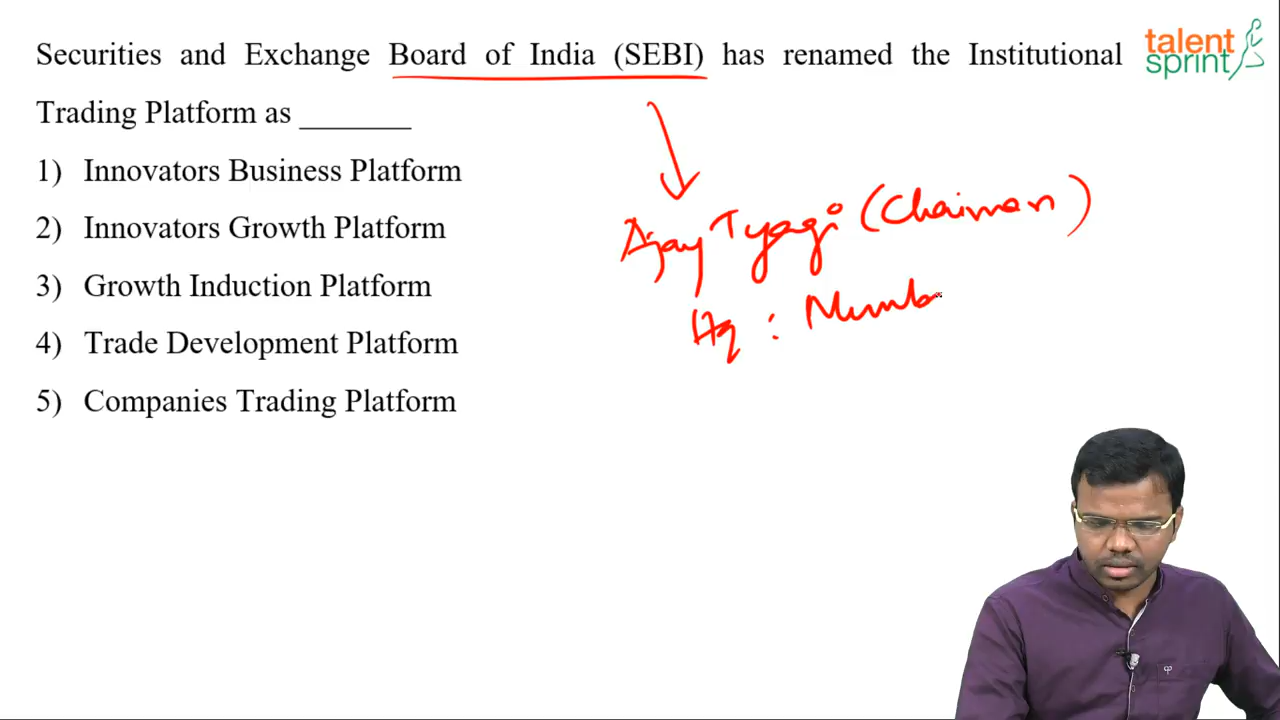 Securities and Exchange Board of India (SEBI) has renamed the Institutional
Trading Platform as _______
talent
sprint
1) Innovators Business Platform
2) Innovators Growth Platform
3) Growth Induction Platform
4) Trade Development Platform
5) Companies Trading Platform
Ajay Tyagi (Chairman)
Hq : Mumb